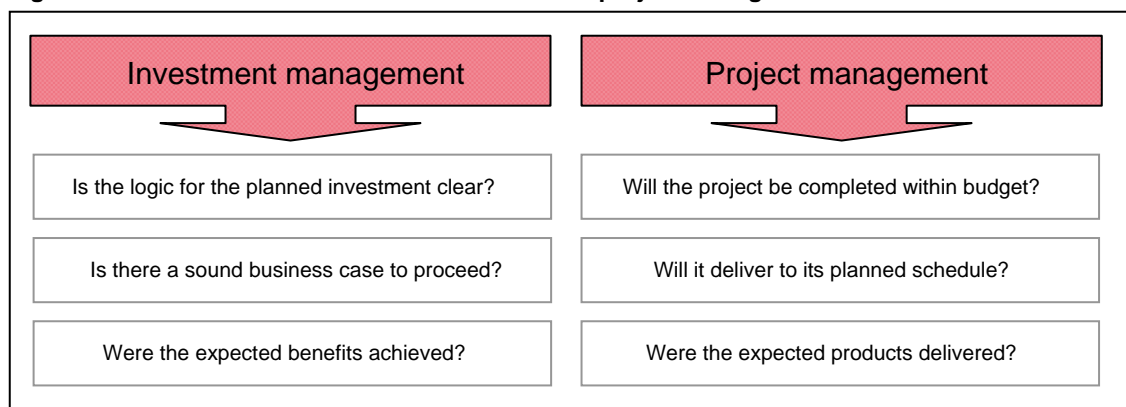 Investment management
Project management
Is the logic for the planned investment clear?
Will the project be completed within budget?
Is there a sound business case to proceed?
Will it deliver to its planned schedule?
Were the expected benefits achieved?
Were the expected products delivered?